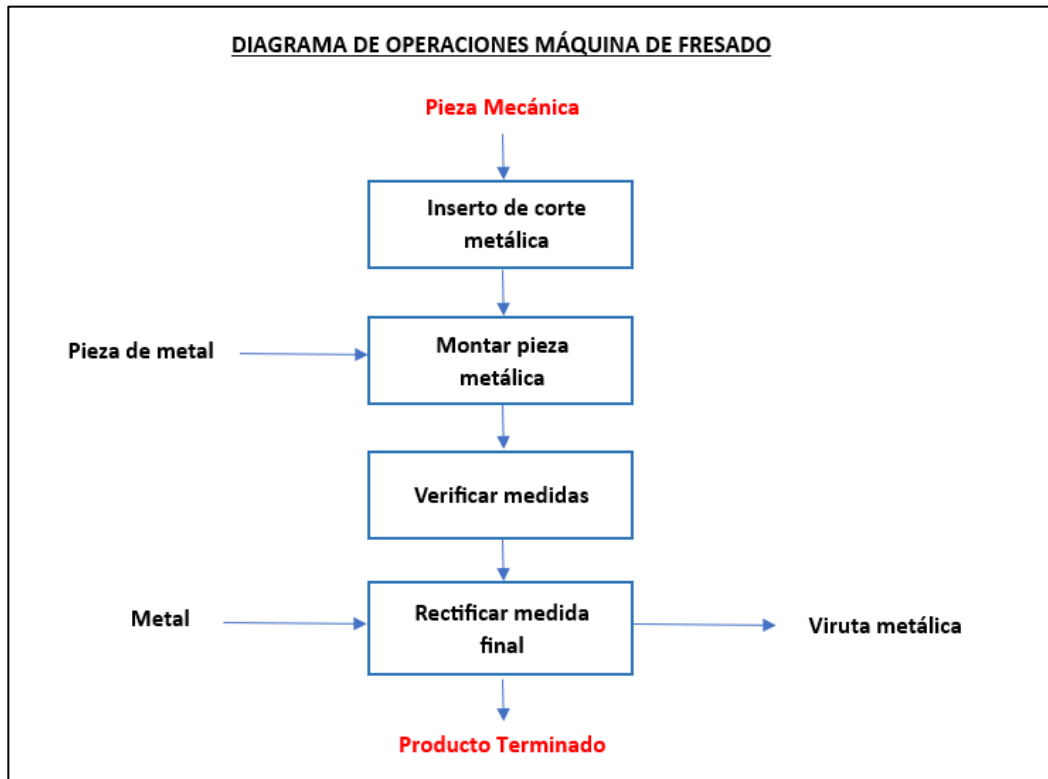 DIAGRAMA DE OPERACIONES MÁQUINA DE FRESADO
Pieza Mecánica
Inserto de corte
metálica
Pieza de metal
Montar pieza
metálica
Verificar medidas
Metal
Rectificar medida
final
Viruta metálica
Producto Terminado